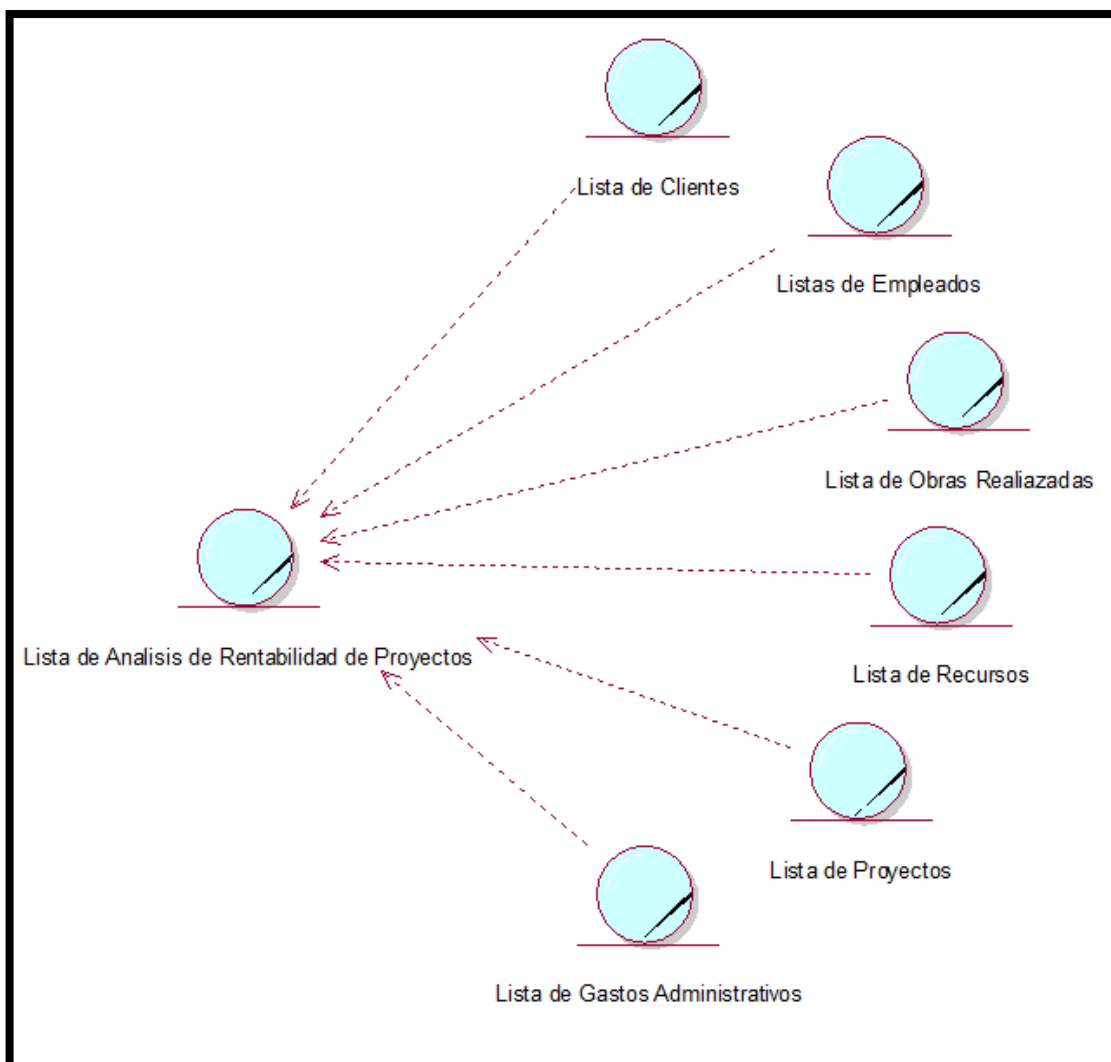 Lista de Clientes
Listas de Empleados
Lista de Obras Realiazadas
Lista de Analisis de Rentabilidad de Proyectos
Lista de Recursos
Lista de Proyectos
Lista de Gastos Administrativos